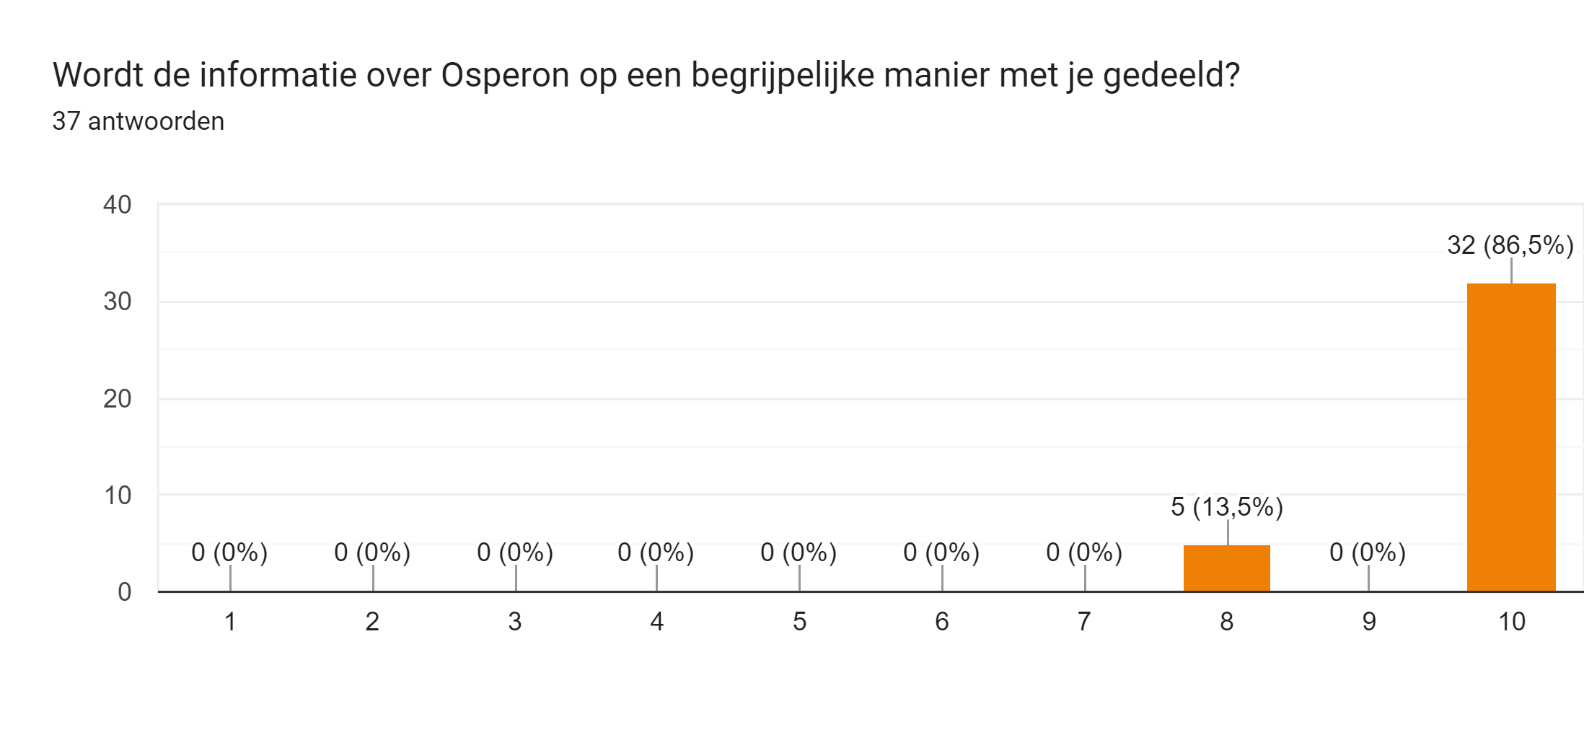 Wordt de informatie over Osperon op een begrijpelijke manier met je gedeeld?
37 antwoorden
40
32 (86,5%)
30
20
10
5 (13,5%)
0 (0%) 0 (0%) 0 (0%) 0 (0%) 0 (0%) 0 (0%) 0 (0%) 0 (0%)
0
1 2 3 4 5 6 7 8 9 10